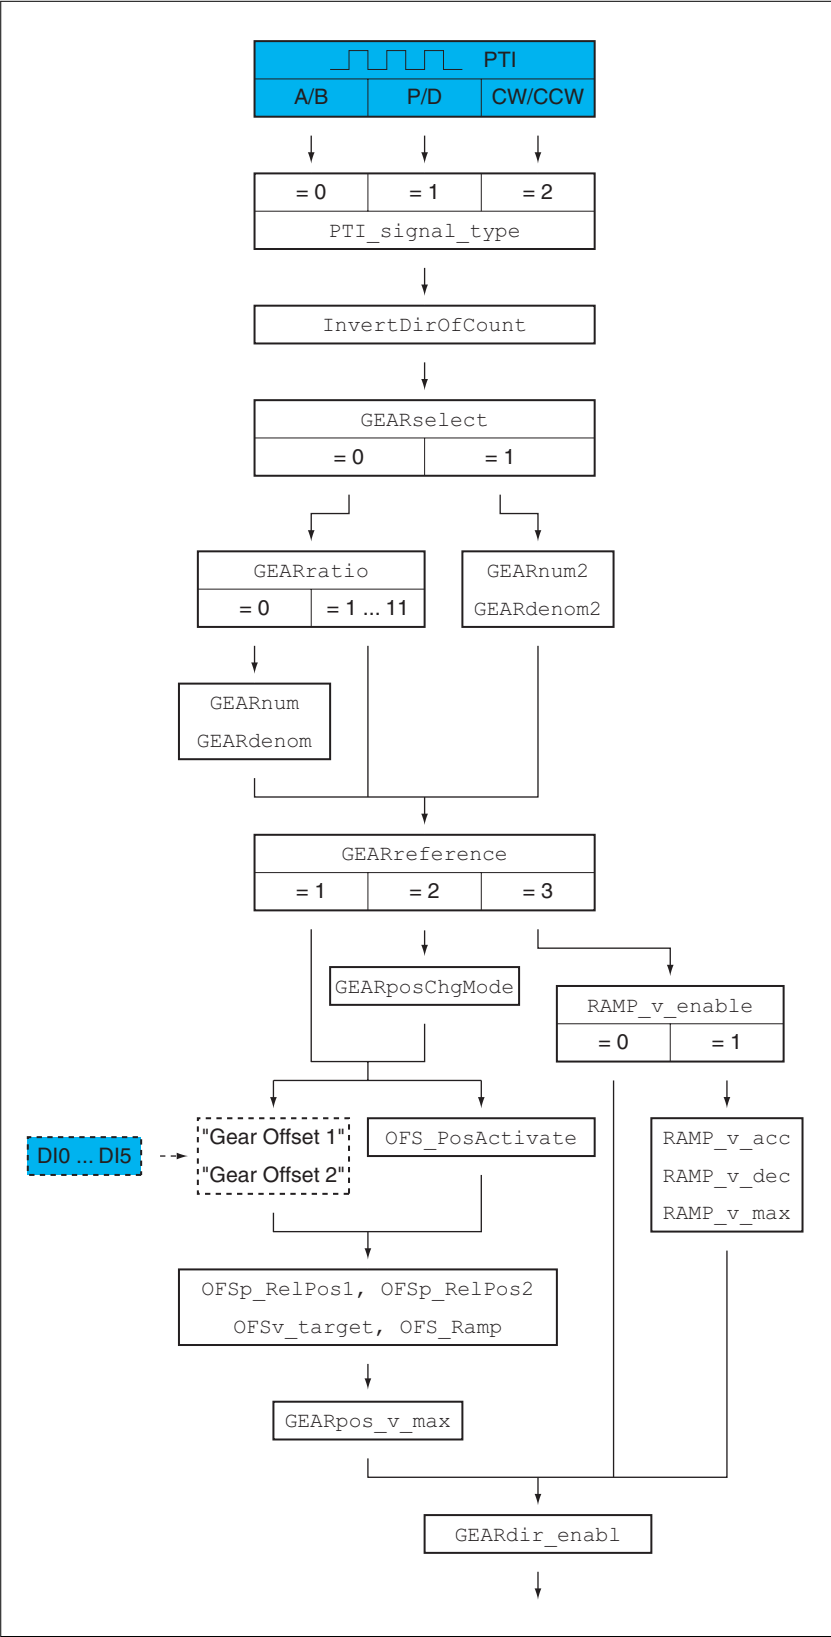 PTI
A/B P/D CW/CCW
= 0 = 1 = 2
PTI_signal_type
InvertDirOfCount
GEARselect
= 0 = 1
GEARratio
= 0 = 1 ... 11
GEARnum2
GEARdenom2
GEARnum
GEARdenom
GEARreference
= 1 = 2 = 3
GEARposChgMode
RAMP_v_enable
= 0 = 1
DI0 ... DI5
"Gear Offset 1"
"Gear Offset 2"
OFS_PosActivate
RAMP_v_acc
RAMP_v_dec
RAMP_v_max
OFSp_RelPos1, OFSp_RelPos2
OFSv_target, OFS_Ramp
GEARpos_v_max
GEARdir_enabl